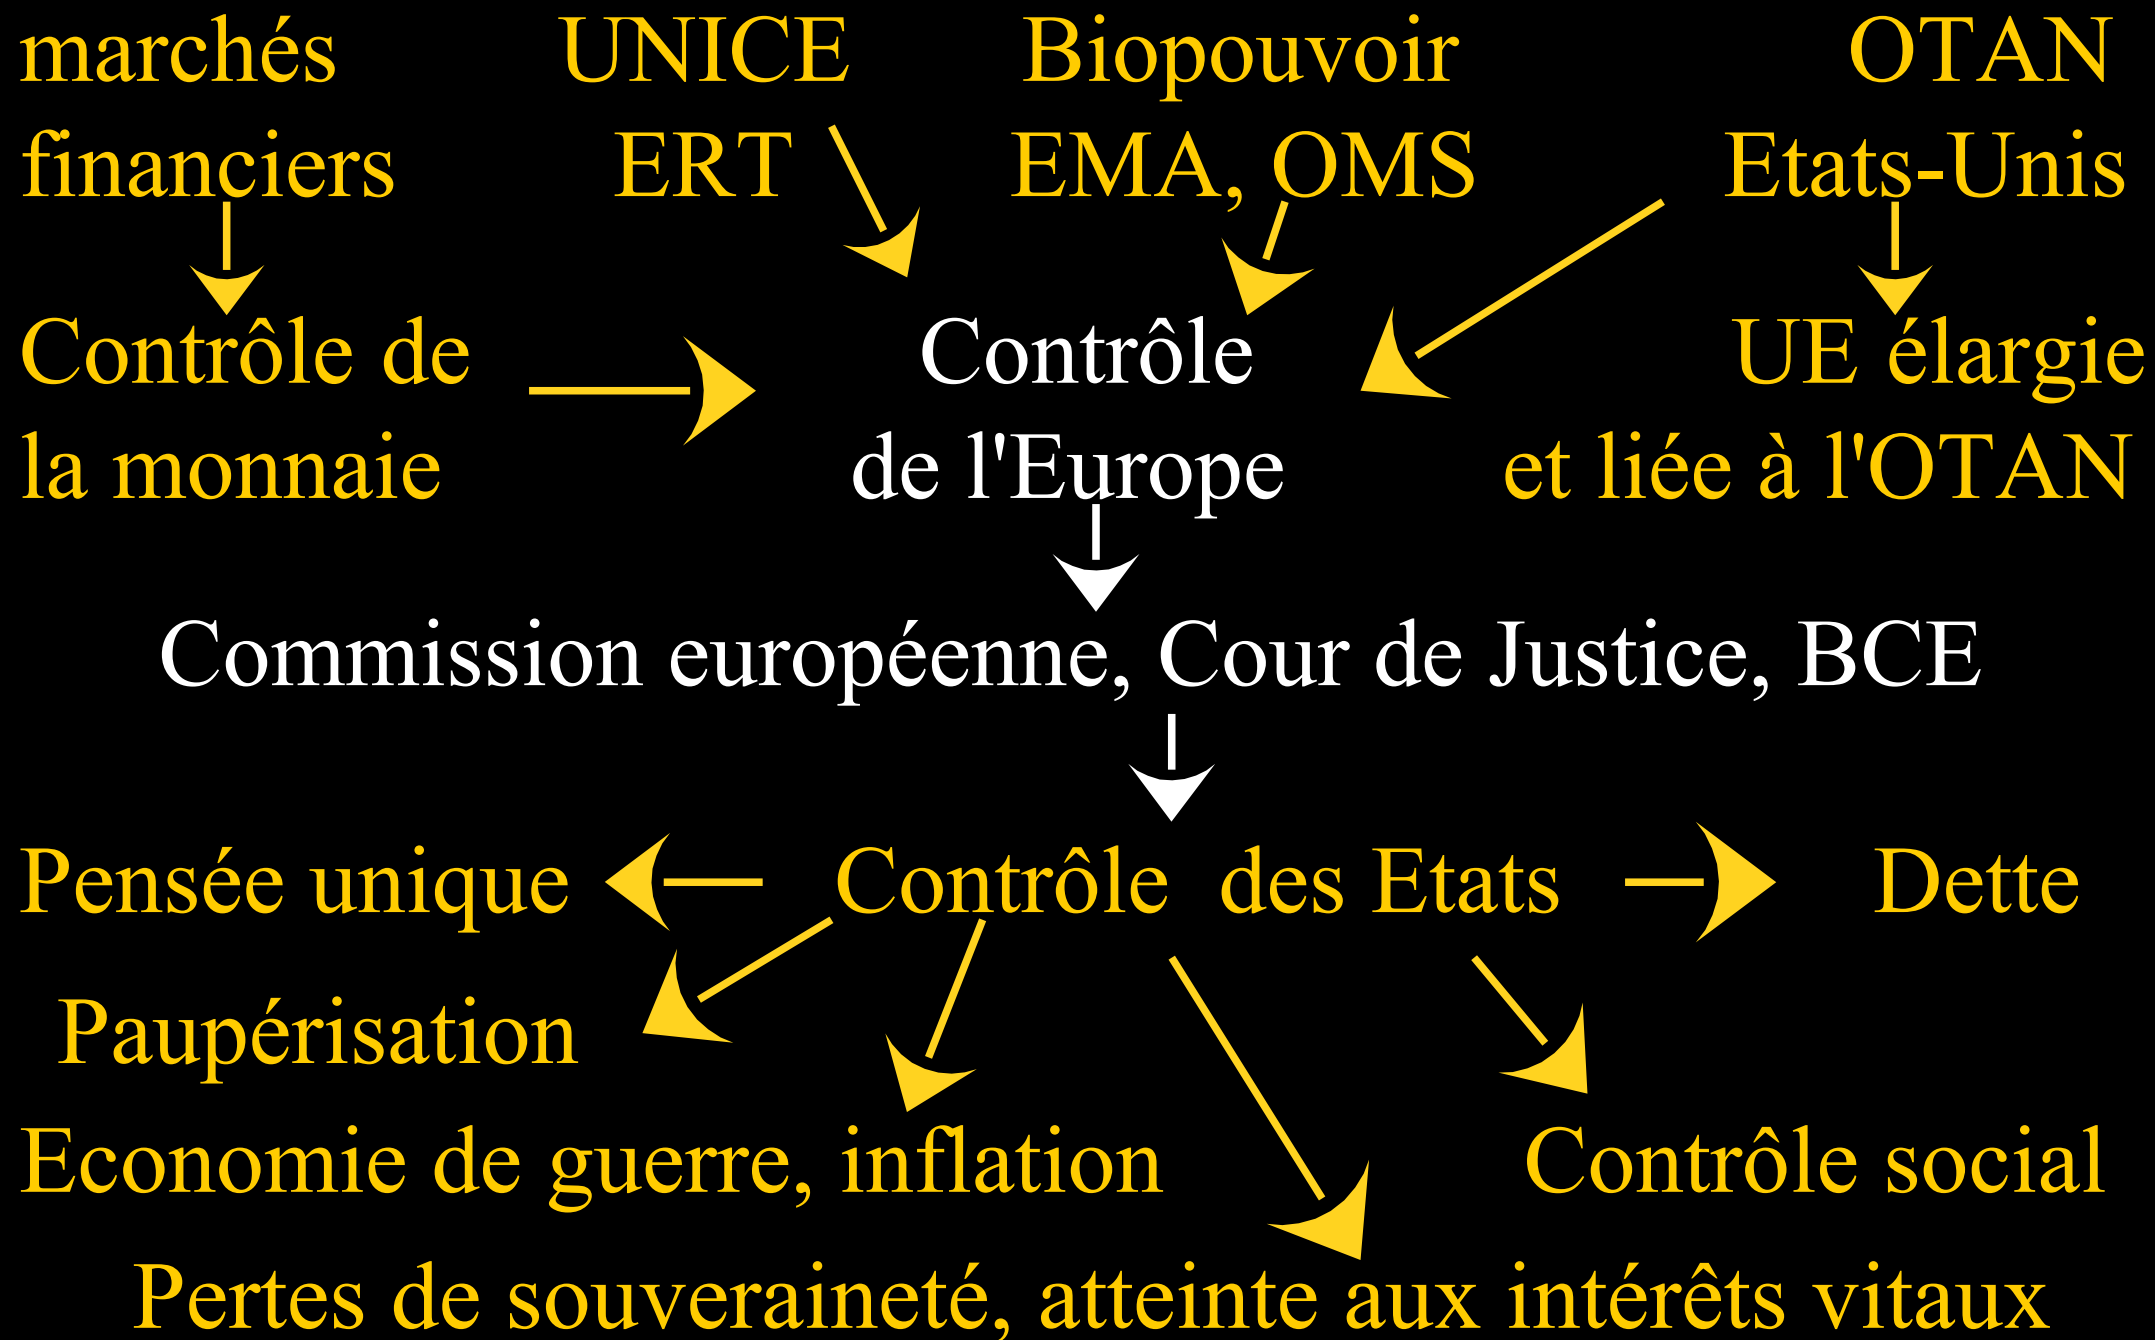 marchés UNICE Biopouvoir OTAN
financiers ERT EMA, OMS Etats-Unis
Contrôle de Contrôle UE élargie
la monnaie de l'Europe et liée à l'OTAN
Commission européenne, Cour de Justice, BCE
Pensée unique Contrôle des Etats Dette
Paupérisation
Economie de guerre, inflation Contrôle social
Pertes de souveraineté, atteinte aux intérêts vitaux